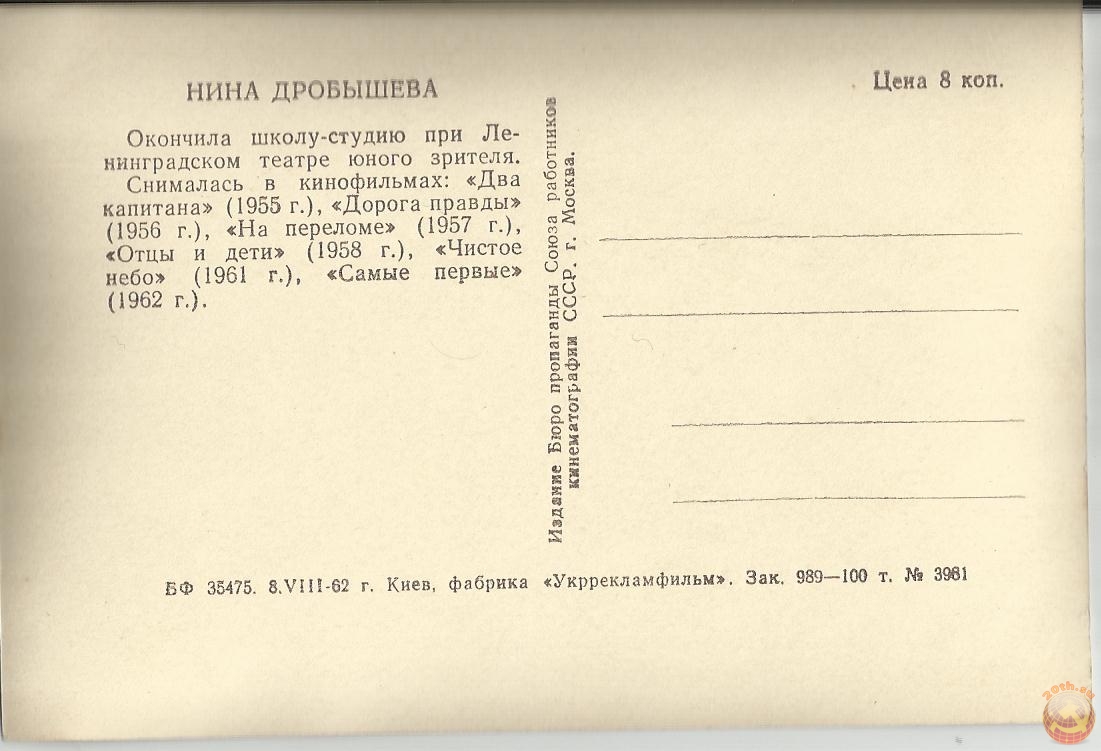 НИНА ДРОБЫШЕВА
Окончила школу-студию при Ле-
нинградском театре юного зрителя.
Снималась в кинофильмах: «Два
капитана» (1955 г.), «Дорога правды»
(1956 г.), «На переломе» (1957 г.),
«Отцы и дети» (1958 г.), «Чистое
небо» (1961 г.), «Самые первые»
(1962 г.).
Издание Бюро пропаганды Союза работников
кинематографии СССР. г. Москва.
Цена 8 коп.
БФ 35475. 8.VIII-62 г. Киев, фабрика «Укррекламфильм». Зак. 989—100 т. № 3981
20th.su